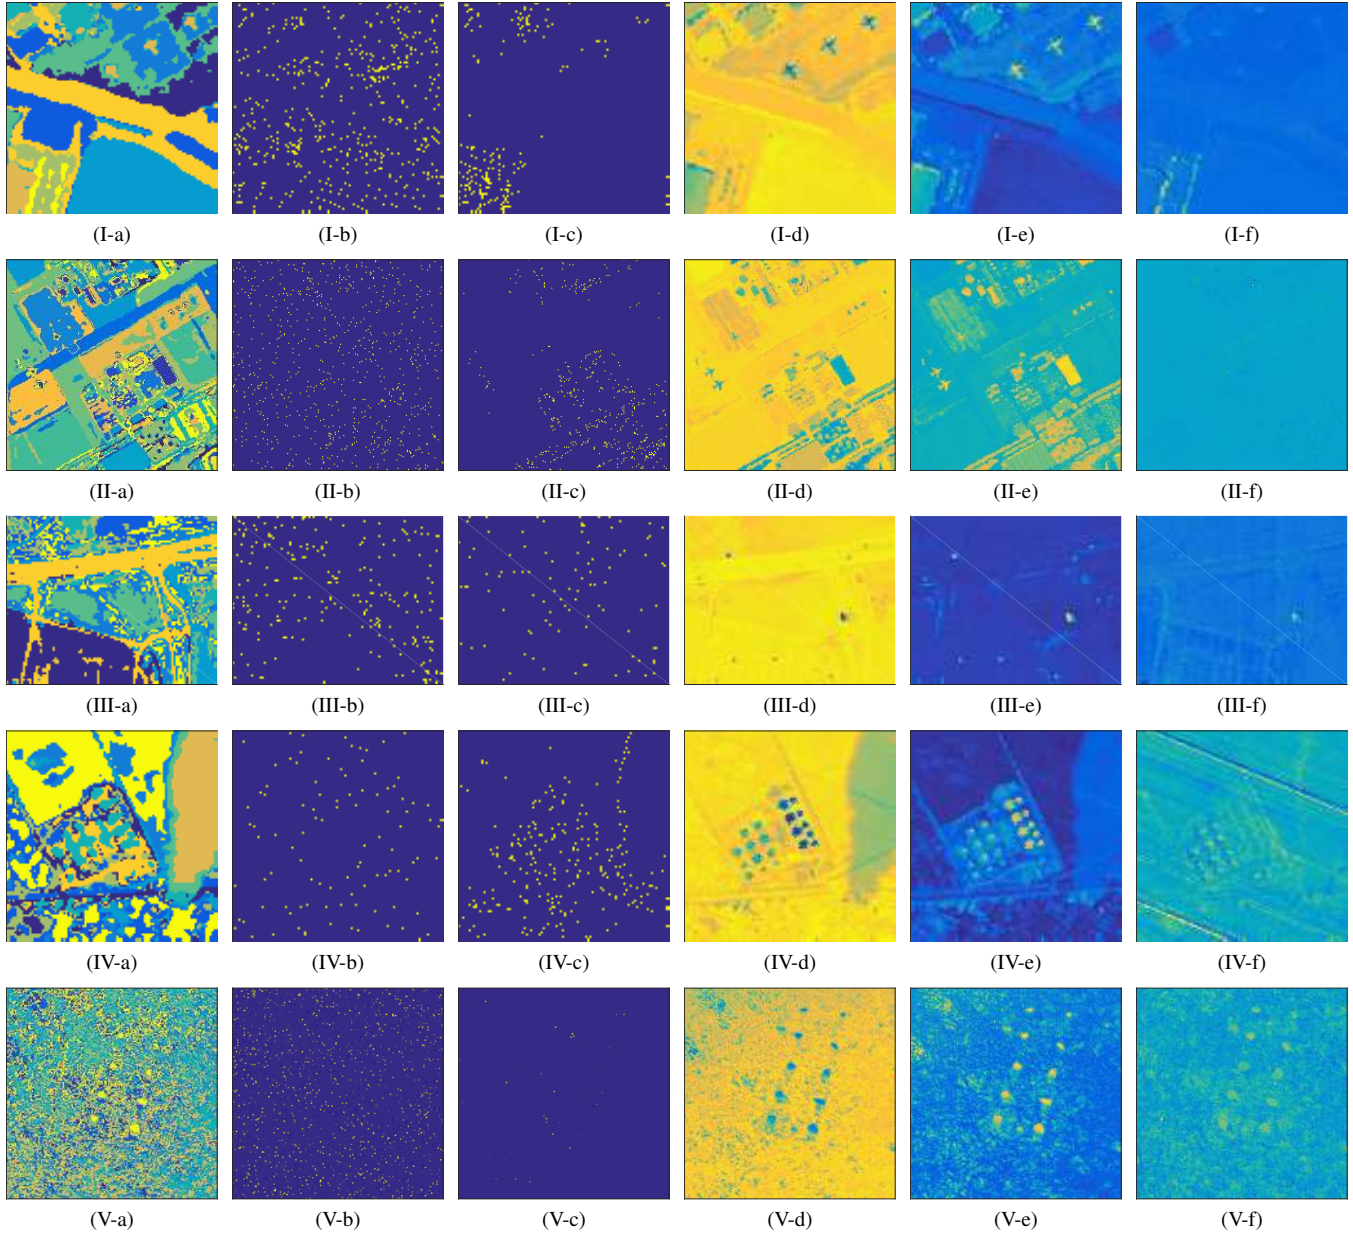 (I-a) (I-b) (I-c) (I-d) (I-e) (I-f)
(II-a) (II-b) (II-c) (II-d) (II-e) (II-f)
(III-a) (III-b) (III-c) (III-d) (III-e) (III-f)
(IV-a) (IV-b) (IV-c) (IV-d) (IV-e) (IV-f)
(V-a) (V-b) (V-c) (V-d) (V-e) (V-f)